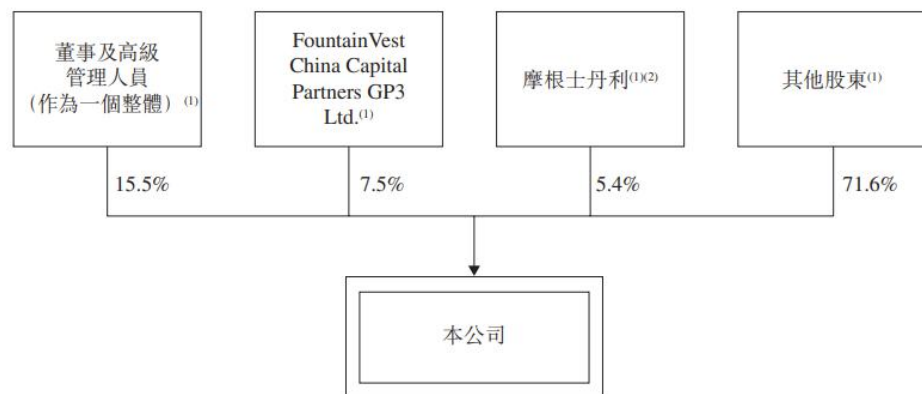 董事及高級
管理人員
(作為一個整體) (1)
FountainVest
China Capital
Partners GP3
Ltd.(1)
摩根士丹利(1)(2)
其他股東(1)
15.5%
7.5%
5.4%
71.6%
本公司